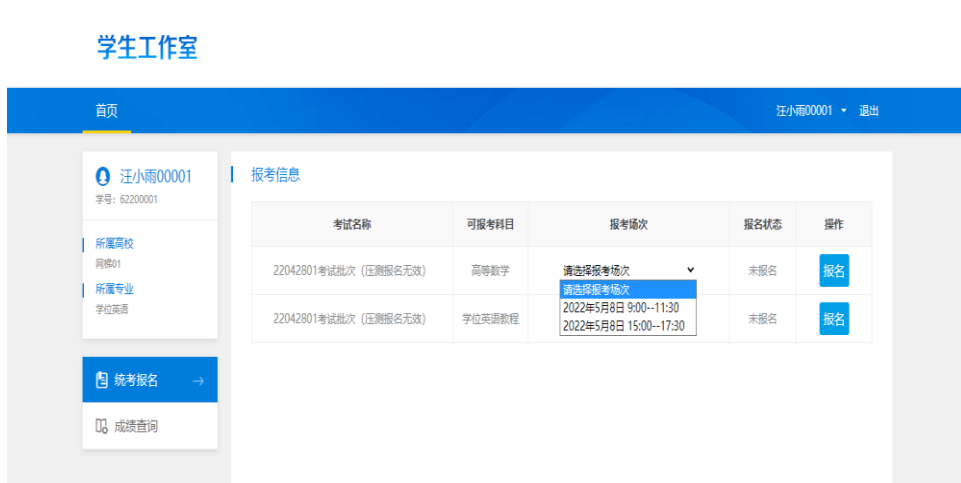 学生工作室
首页
汪小雨00001 退出
汪小雨00001
学号：62200001
所属高校
网梯01
所属专业
学位英语
统考报名
成绩查询
报考信息
考试名称 可报考科目 报考场次 报名状态 操作
22042801考试批次（压测报名无效） 高等数学 请选择报考场次 未报名 报名
请选择报考场次
2022年5月8日 9:00--11:30
2022年5月8日 15:00--17:30
22042801考试批次（压测报名无效） 学位英语教程 未报名 报名